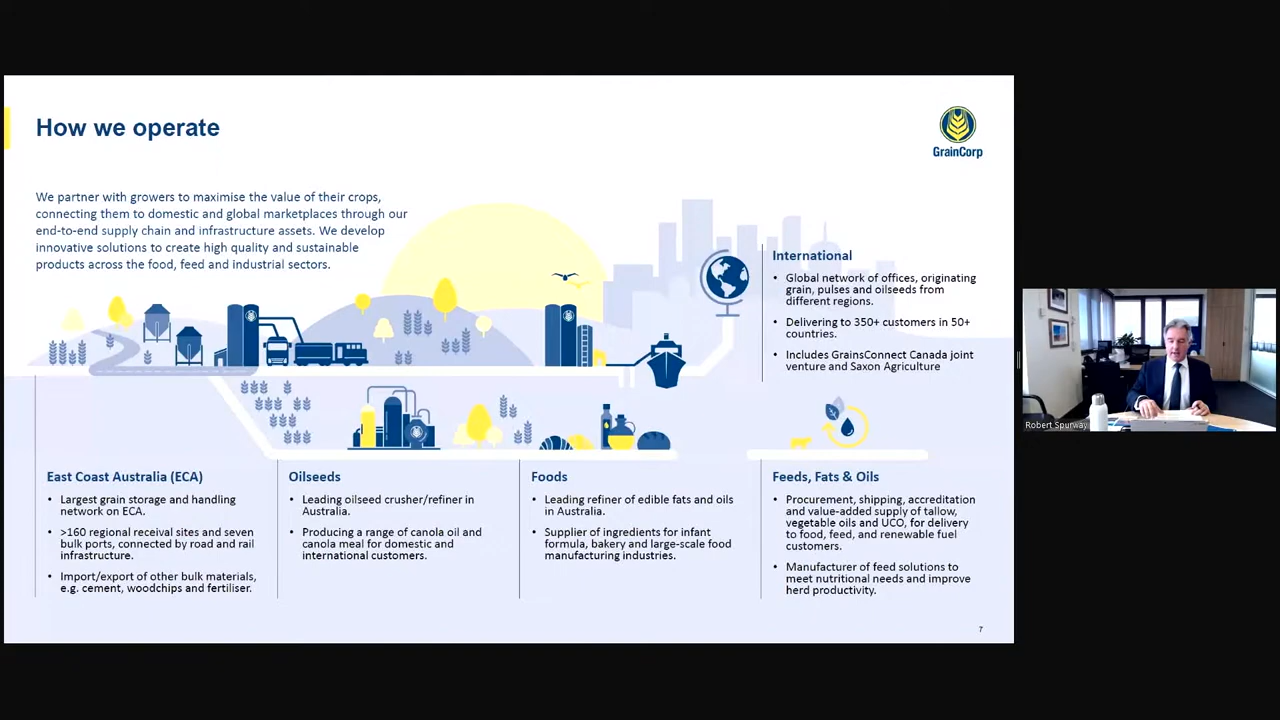 How we operate
GrainCorp
We partner with growers to maximise the value of their crops,
connecting them to domestic and global marketplaces through our
end-to-end supply chain and infrastructure assets. We develop
innovative solutions to create high quality and sustainable
products across the food, feed and industrial sectors.
International
• Global network of offices, originating
grain, pulses and oilseeds from
different regions.
• Delivering to 350+ customers in 50+
countries.
• Includes GrainsConnect Canada joint
venture and Saxon Agriculture
East Coast Australia (ECA)
• Largest grain storage and handling
network on ECA.
• >160 regional receival sites and seven
bulk ports, connected by road and rail
infrastructure.
• Import/export of other bulk materials,
e.g. cement, woodchips and fertiliser.
Oilseeds
• Leading oilseed crusher/refiner in
Australia.
• Producing a range of canola oil and
canola meal for domestic and
international customers.
Foods
• Leading refiner of edible fats and oils
in Australia.
• Supplier of ingredients for infant
formula, bakery and large-scale food
manufacturing industries.
Feeds, Fats & Oils
• Procurement, shipping, accreditation
and value-added supply of tallow,
vegetable oils and UCO, for delivery
to food, feed, and renewable fuel
customers.
• Manufacturer of feed solutions to
meet nutritional needs and improve
herd productivity.
7
Robert Spurway